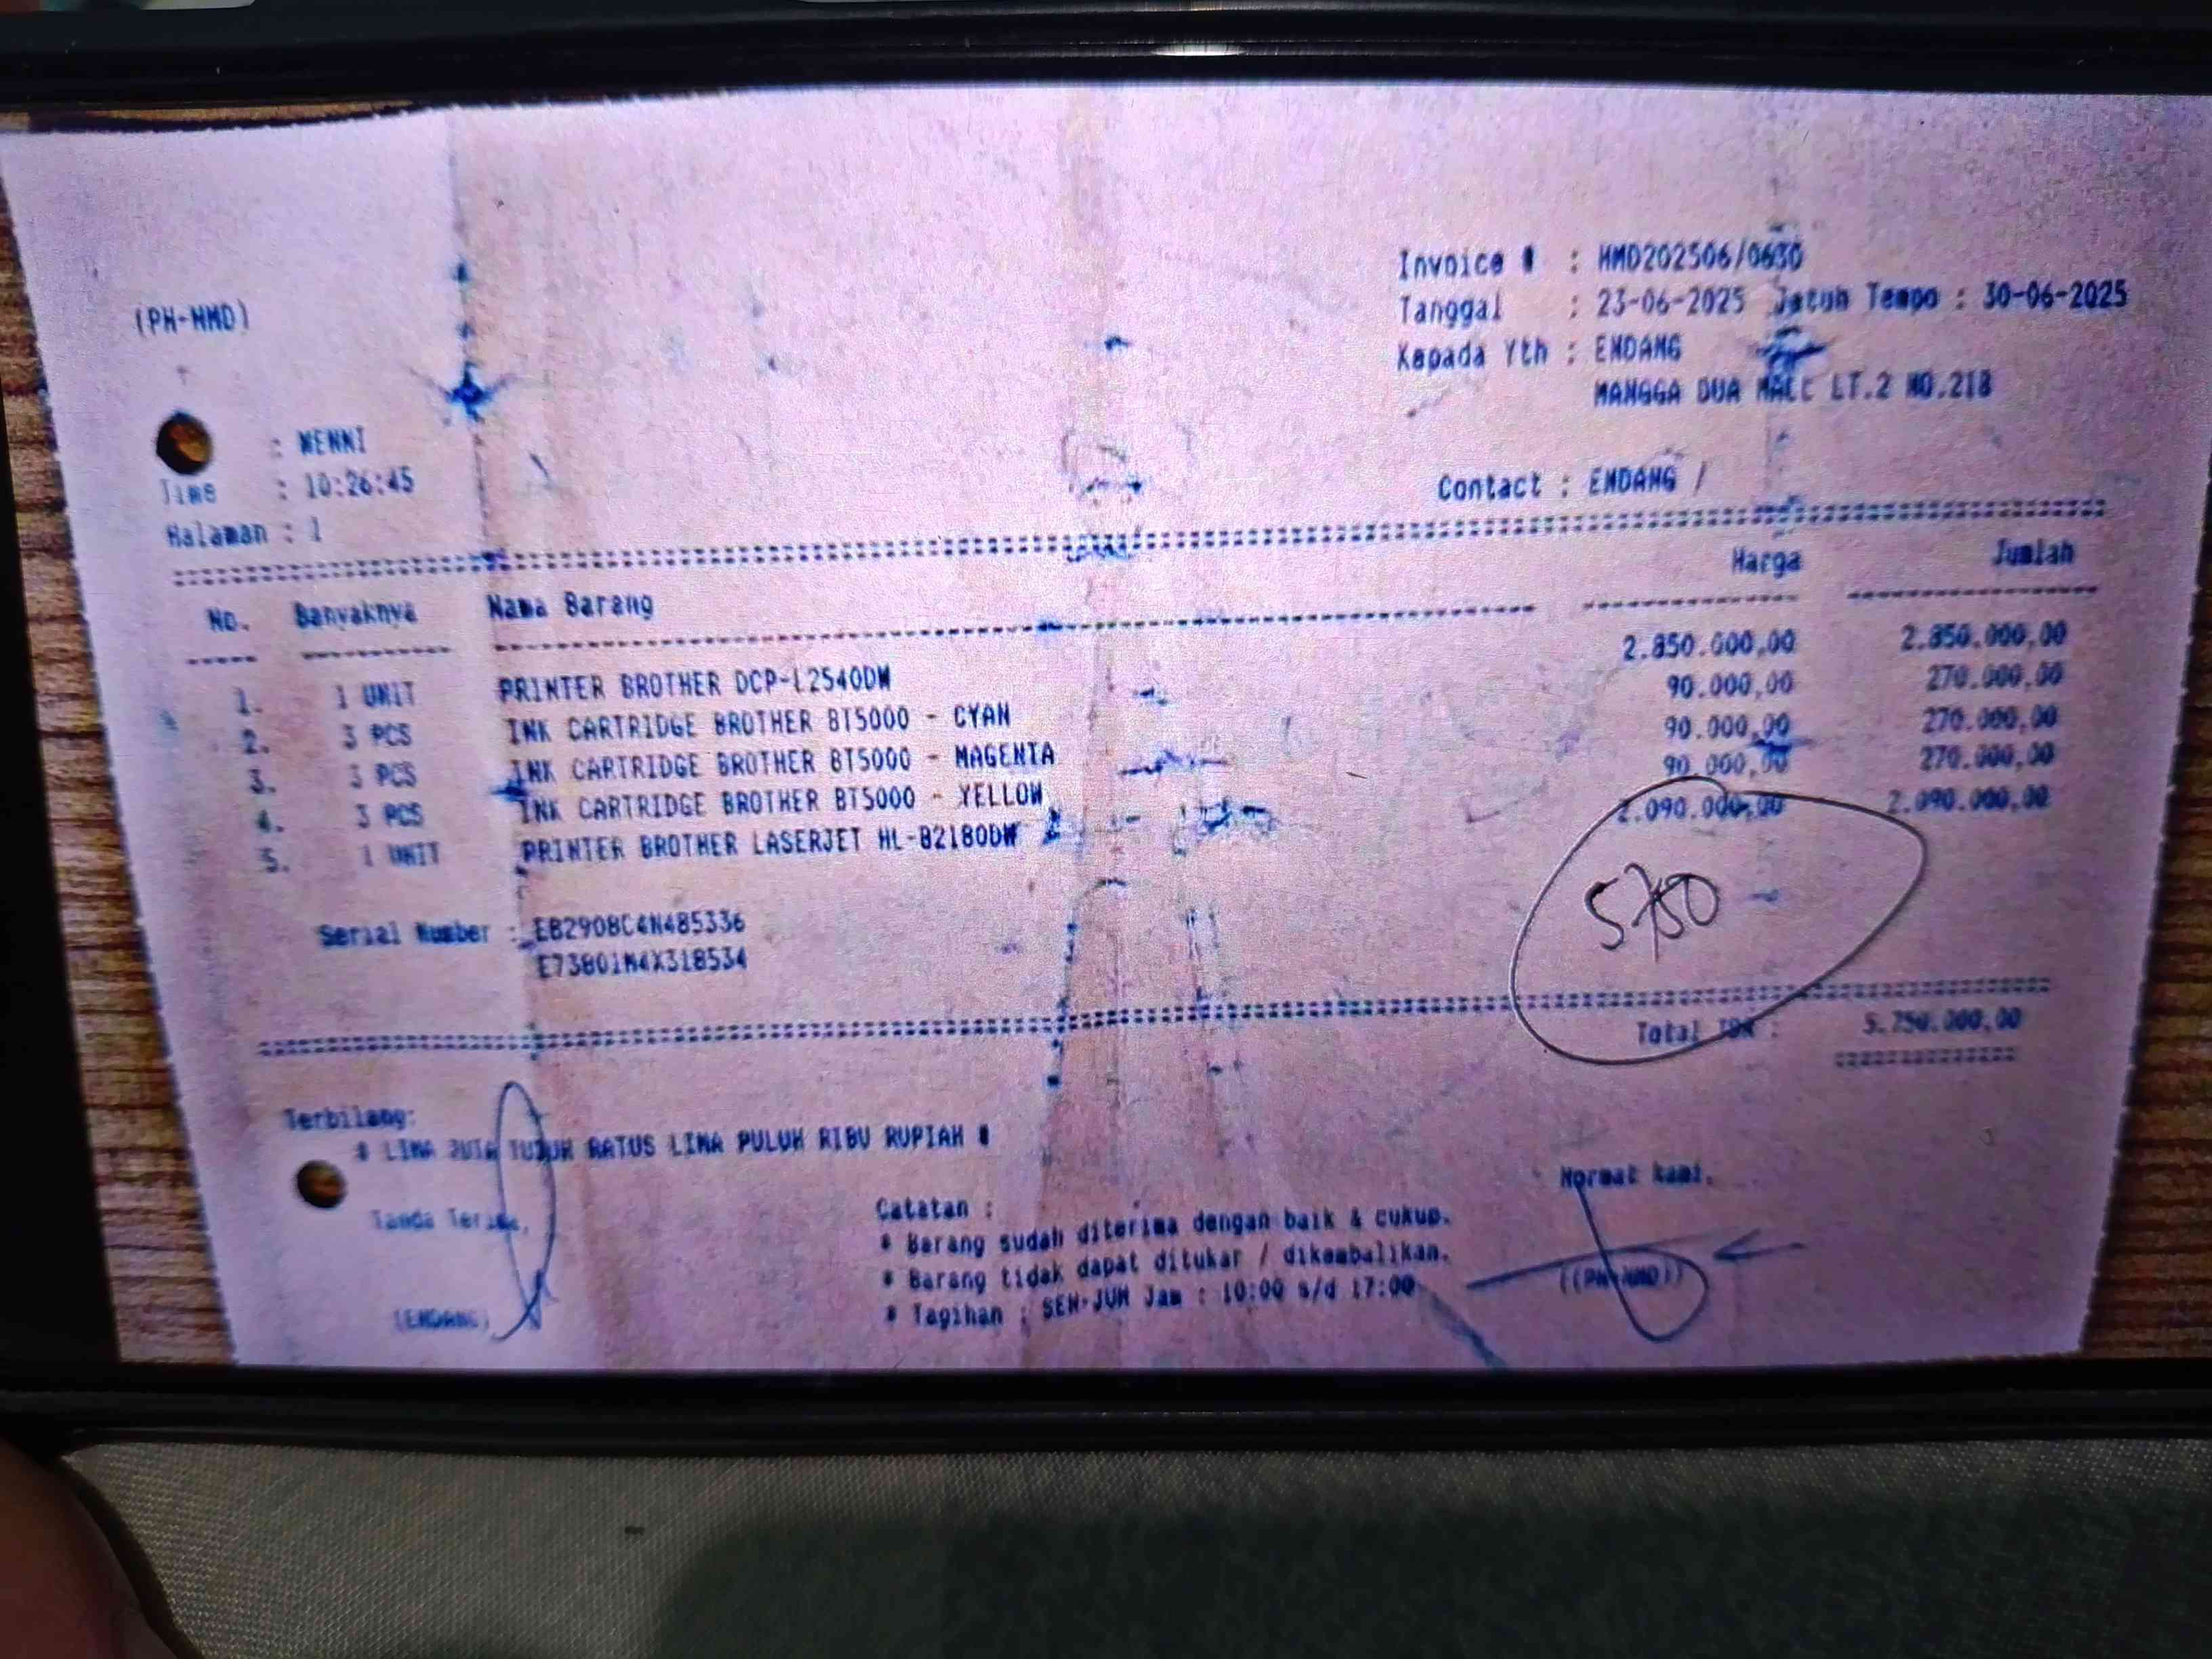 (PH-HMD)
Invoice # : HMD202506/0630
Tanggal : 23-06-2025 Jatuh Tempo : 30-06-2025
Kepada Yth : ENDANG
MANGGA DUA MALL LT.2 NO.218
: WENNI
Time : 10:26:45
Halaman : 1
Contact : ENDANG /
No. Banyaknya Nama Barang Harga Jumlah
1. 1 UNIT PRINTER BROTHER DCP-L2540DW 2.850.000,00 2.850.000,00
2. 3 PCS INK CARTRIDGE BROTHER BT5000 - CYAN 90.000,00 270.000,00
3. 3 PCS INK CARTRIDGE BROTHER BT5000 - MAGENTA 90.000,00 270.000,00
4. 3 PCS INK CARTRIDGE BROTHER BT5000 - YELLOW 90.000,00 270.000,00
5. 1 UNIT PRINTER BROTHER LASERJET HL-B2180DW 2.090.000,00 2.090.000,00
5750
Serial Number : E82908C4N485336
E73801M4X318534
Total IDR : 5.750.000,00
Terbilang:
# LIMA JUTA TUJUH RATUS LIMA PULUH RIBU RUPIAH #
Tanda Terima,
Hormat kami,
Catatan :
* Barang sudah diterima dengan baik & cukup.
* Barang tidak dapat ditukar / dikembalikan.
* Tagihan : SEN-JUM Jam : 10:00 s/d 17:00
(ENDANG)
((PH-HMD))